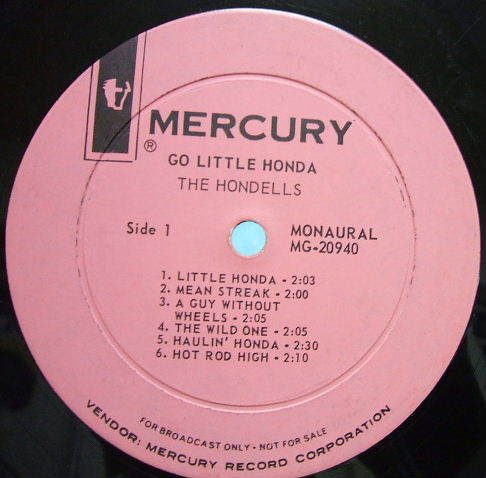 MERCURY
®
GO LITTLE HONDA
THE HONDELLS
Side 1
MONAURAL
MG-20940
1. LITTLE HONDA - 2:03
2. MEAN STREAK - 2:00
3. A GUY WITHOUT
WHEELS - 2:05
4. THE WILD ONE - 2:05
5. HAULIN' HONDA - 2:30
6. HOT ROD HIGH - 2:10
FOR BROADCAST ONLY - NOT FOR SALE
VENDOR: MERCURY RECORD CORPORATION